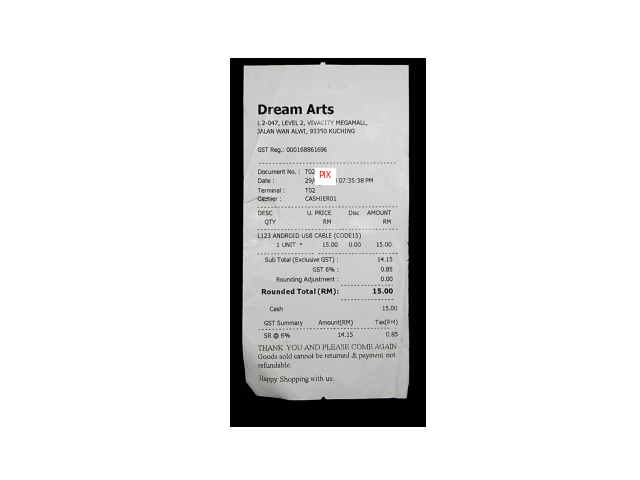 Dream Arts
L 2-047, LEVEL 2, VIVACITY MEGAMALL,
JALAN WAN ALWI, 93350 KUCHING
GST Reg.: 000168861696
Document No. : T02
PIX
Date : 29/ 07:35:38 PM
Terminal : T02
Cashier : CASHIER01
DESC U. PRICE Disc AMOUNT
QTY RM RM
L123 ANDROID USB CABLE (CODE15)
1 UNIT * 15.00 0.00 15.00
Sub Total (Exclusive GST) : 14.15
GST 6% : 0.85
Rounding Adjustment : 0.00
Rounded Total (RM): 15.00
Cash 15.00
GST Summary Amount(RM) Tax(RM)
SR @ 6% 14.15 0.85
THANK YOU AND PLEASE COME AGAIN
Goods sold cannot be returned & payment not
refundable.
Happy Shopping with us.